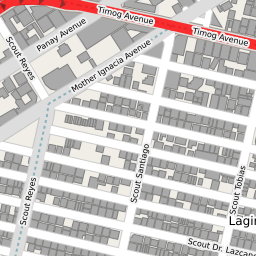 Timog Avenue
Panay Avenue
Timog Avenue
Scout Reyes
Mother Ignacia Avenue
Scout Santiago
Scout Tobias
Scout Reyes
Lagin
Scout Dr. Lazcano